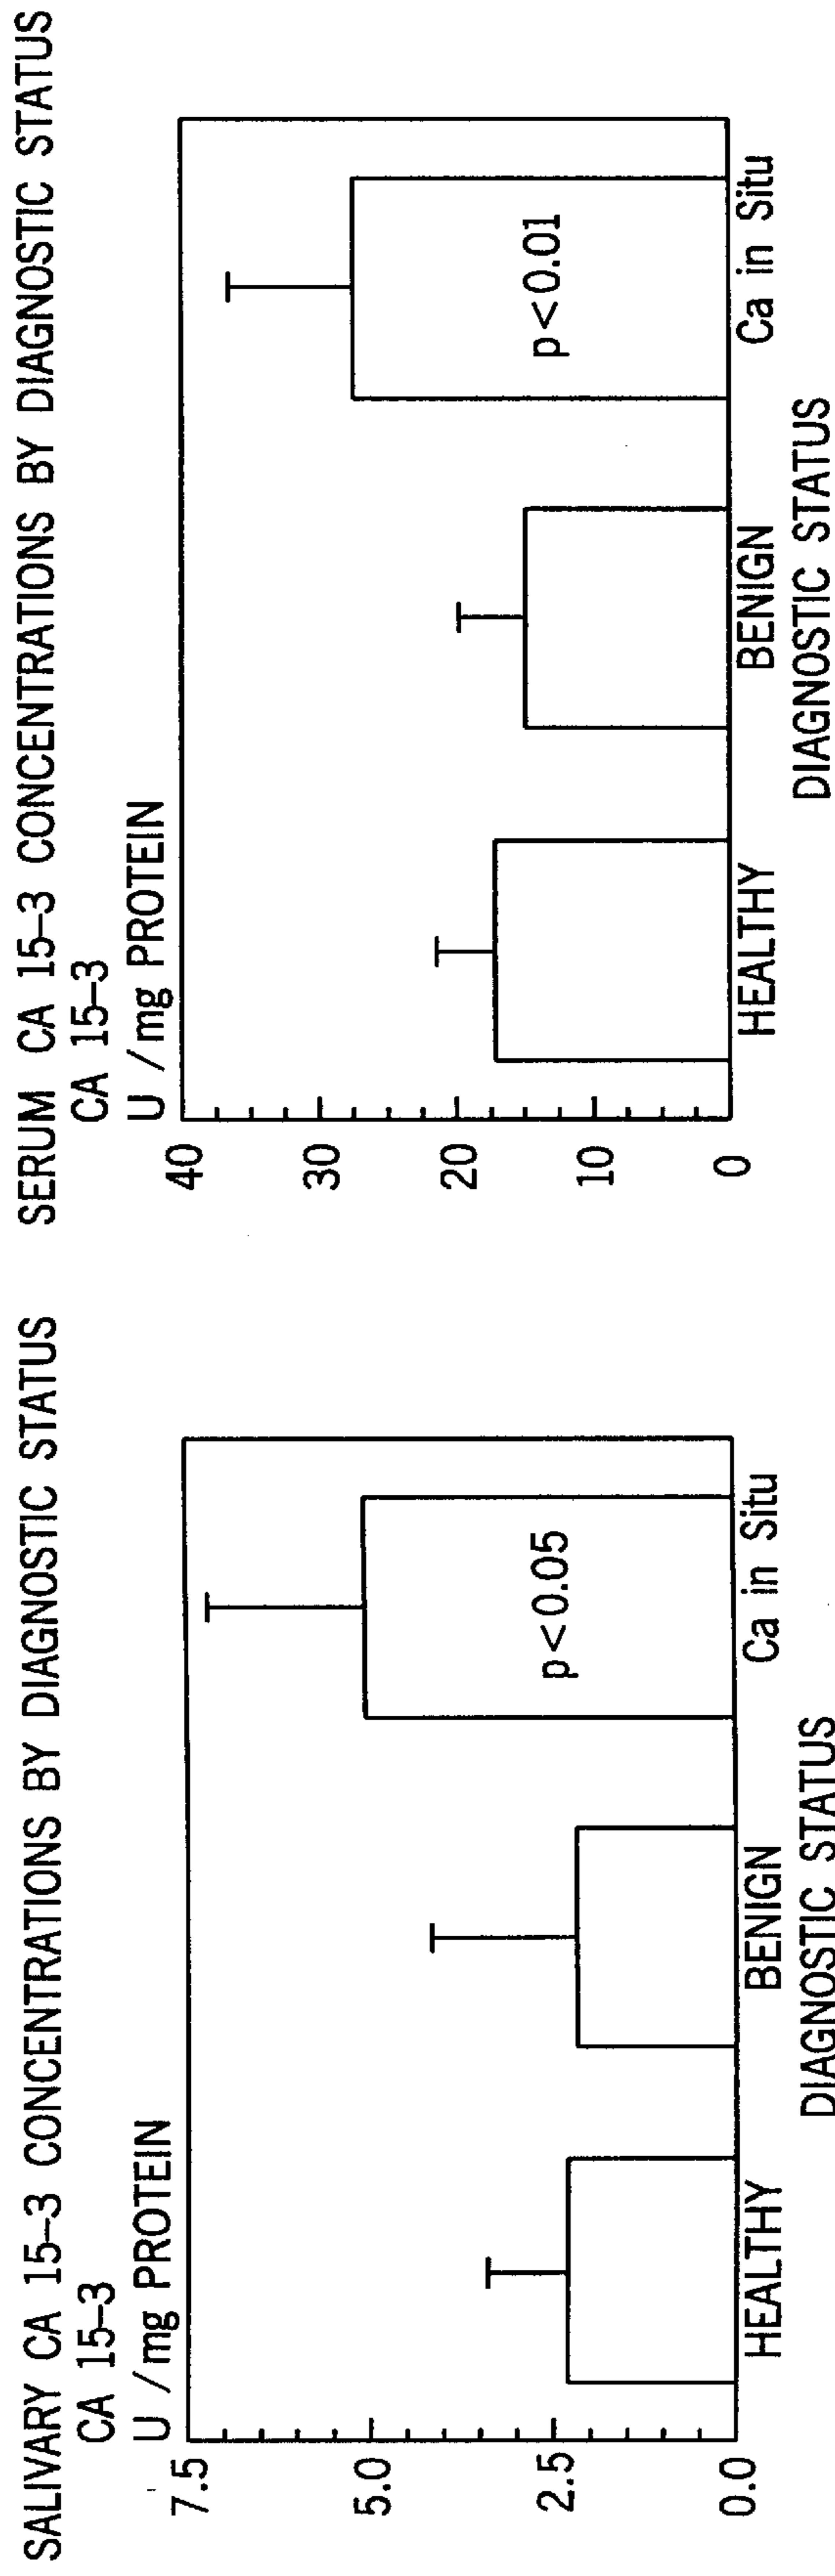 SALIVARY CA 15-3 CONCENTRATIONS BY DIAGNOSTIC STATUS
CA 15-3
U /mg PROTEIN
7.5
5.0
2.5
0.0
p<0.05
HEALTHY BENIGN Ca in Situ
DIAGNOSTIC STATUS
SERUM CA 15-3 CONCENTRATIONS BY DIAGNOSTIC STATUS
CA 15-3
U /mg PROTEIN
40
30
20
10
0
p<0.01
HEALTHY BENIGN Ca in Situ
DIAGNOSTIC STATUS